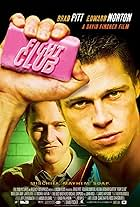 BRAD PITT EDWARD NORTON
A DAVID FINCHER FILM
FIGHT
CLUB
MISCHIEF. MAYHEM. SOAP.